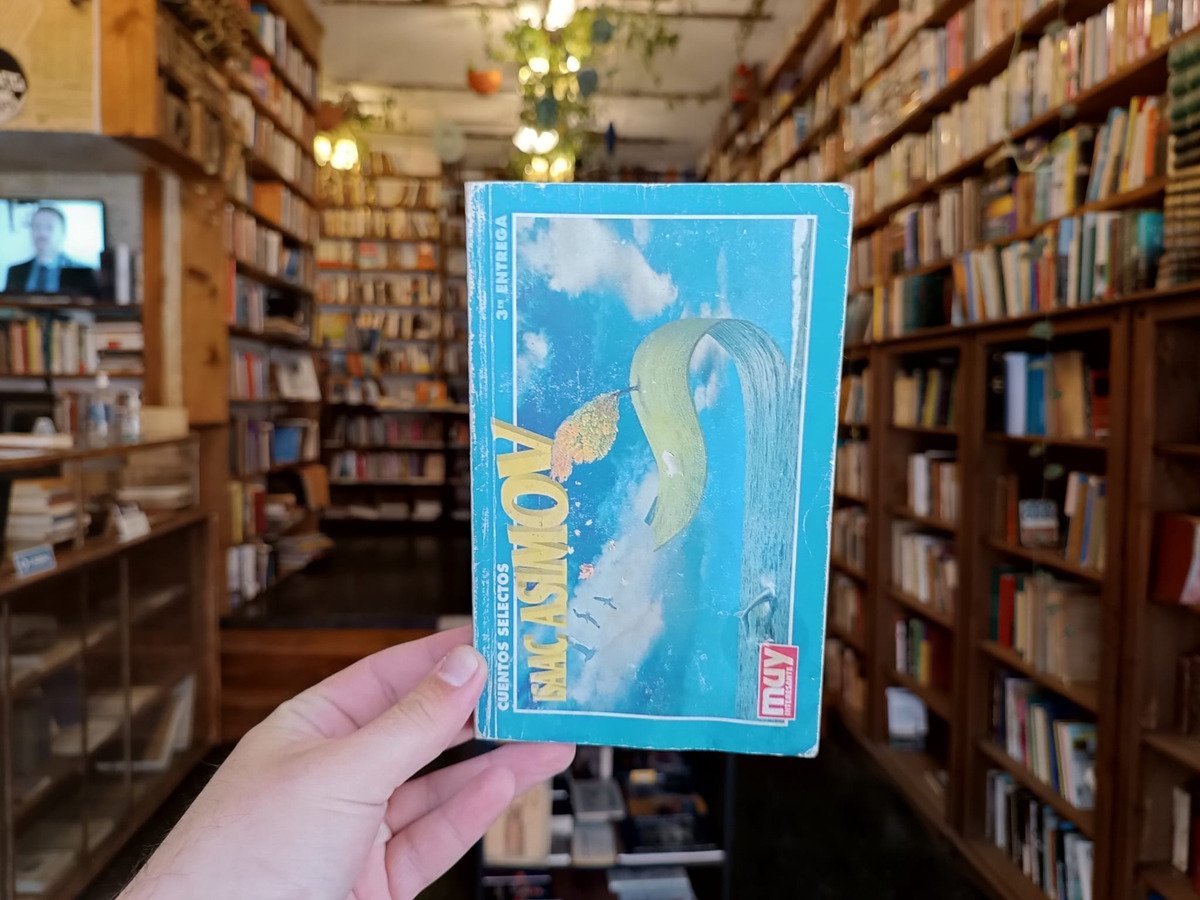 CUENTOS SELECTOS
3ra ENTREGA
ISAAC ASIMOV
muy
INTERESANTE